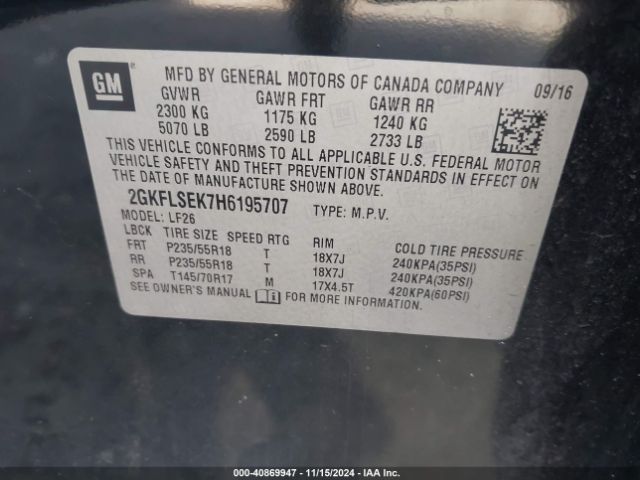 GM
MFD BY GENERAL MOTORS OF CANADA COMPANY 09/16
GVWR GAWR FRT GAWR RR
2300 KG 1175 KG 1240 KG
5070 LB 2590 LB 2733 LB
THIS VEHICLE CONFORMS TO ALL APPLICABLE U.S. FEDERAL MOTOR
VEHICLE SAFETY AND THEFT PREVENTION STANDARDS IN EFFECT ON THE
DATE OF MANUFACTURE SHOWN ABOVE.
2GKFLSEK7H6195707 TYPE: M.P.V.
MODEL: LF26
LBCK TIRE SIZE SPEED RTG RIM COLD TIRE PRESSURE
FRT P235/55R18 T 18X7J 240KPA(35PSI)
RR P235/55R18 T 18X7J 240KPA(35PSI)
SPA T145/70R17 M 17X4.5T 420KPA(60PSI)
SEE OWNER'S MANUAL i FOR MORE INFORMATION.
000-40869947 - 11/15/2024 - IAA Inc.